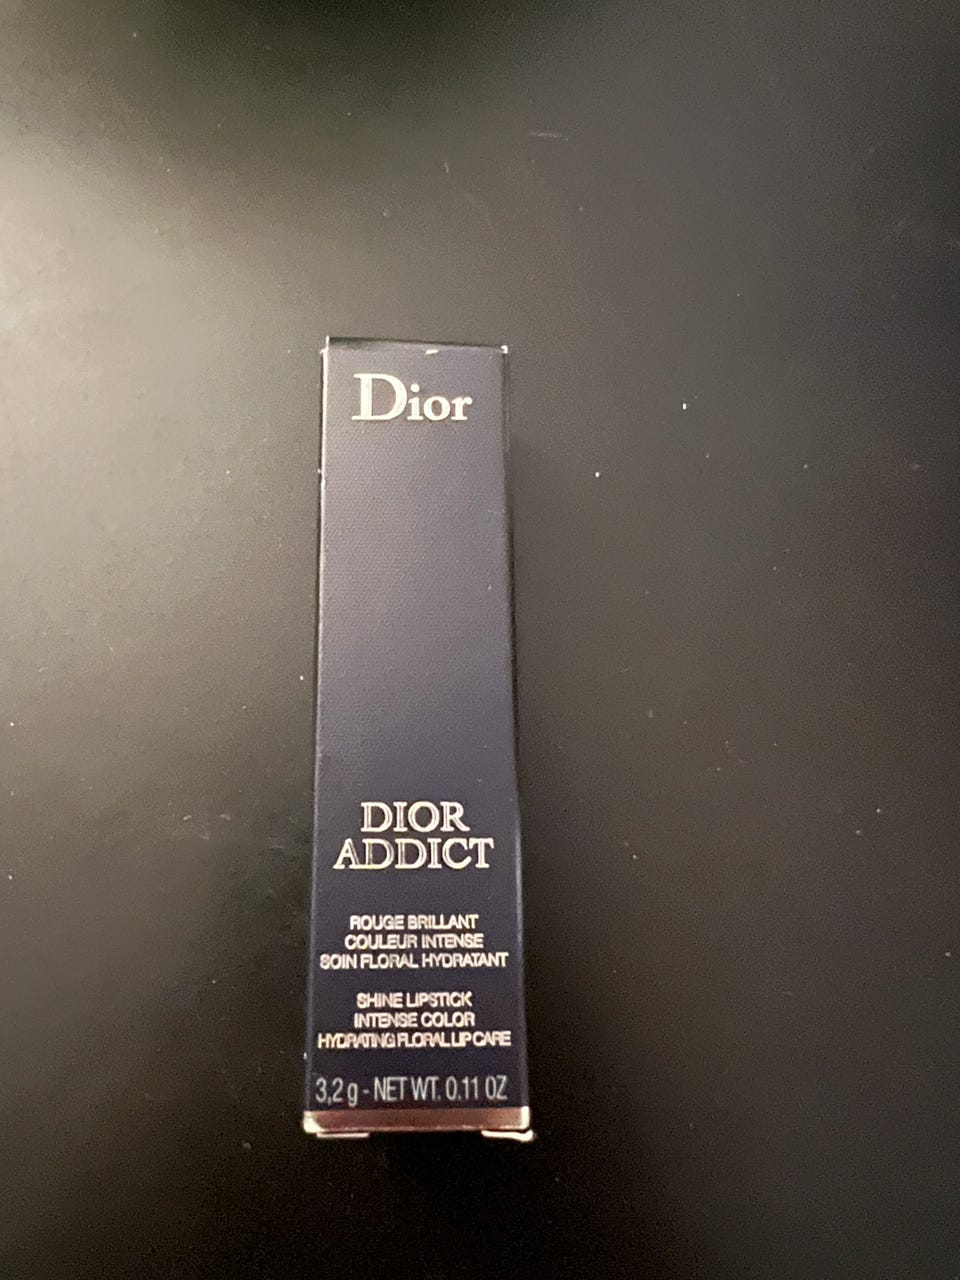 Dior
DIOR
ADDICT
ROUGE BRILLANT
COULEUR INTENSE
SOIN FLORAL HYDRATANT
SHINE LIPSTICK
INTENSE COLOR
HYDRATING FLORAL LIP CARE
3,2 g - NET WT. 0.11 OZ